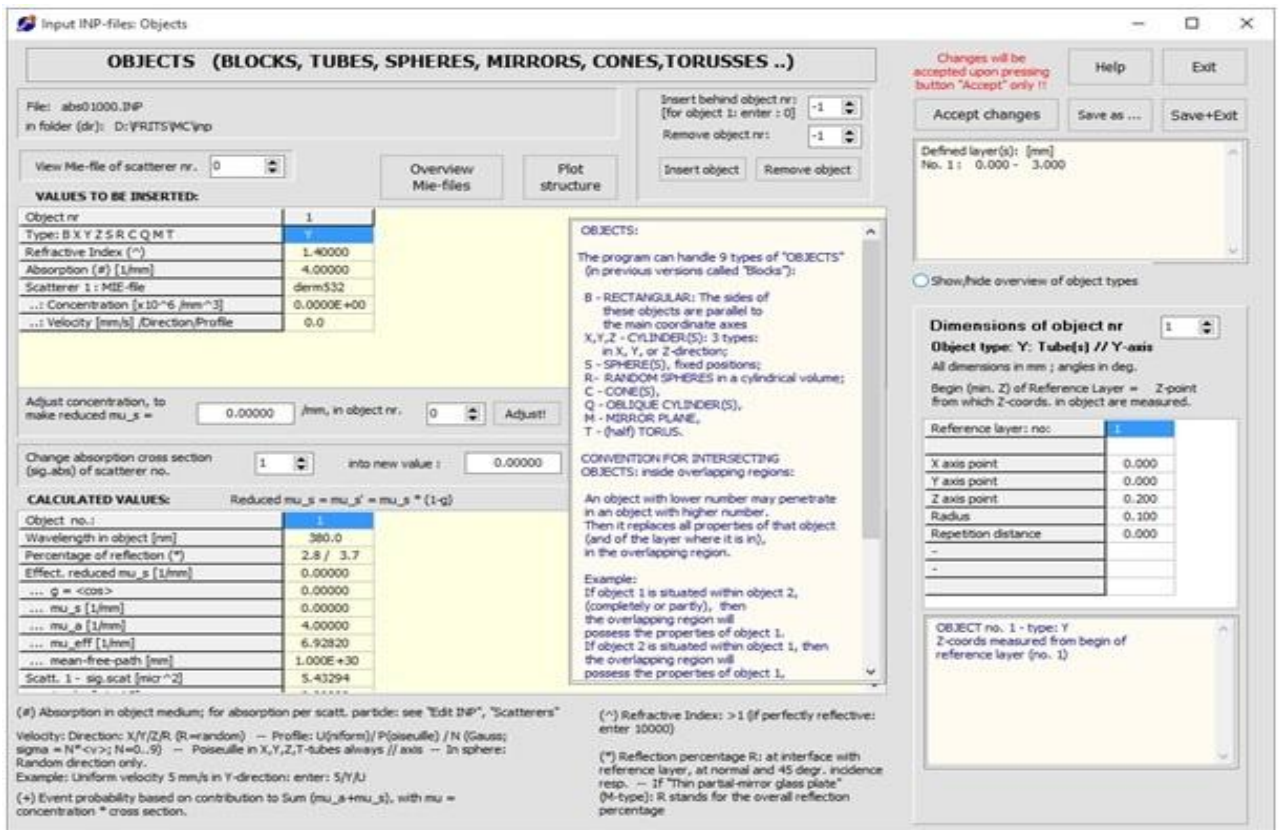 Input INP-files: Objects
OBJECTS (BLOCKS, TUBES, SPHERES, MIRRORS, CONES,TORUSSES ..)
File: abs01000.INP
in folder (dir): D:\FRITS\MC\inp
Insert behind object nr:
[for object 1: enter : 0]
-1
Remove object nr:
-1
Insert object
Remove object
View Mie-file of scatterer nr.
0
Overview
Mie-files
Plot
structure
Changes will be
accepted upon pressing
button "Accept" only !!
Help
Exit
Accept changes
Save as ...
Save+Exit
Defined layer(s): [mm]
No. 1 : 0.000 - 3.000
VALUES TO BE INSERTED:
Object nr 1
Type: B X Y Z S R C Q M T Y
Refractive Index (^) 1.40000
Absorption (#) [1/mm] 4.00000
Scatterer 1 : MIE-file derm532
..: Concentration [x10^6 /mm^3] 0.0000E+00
..: Velocity [mm/s] /Direction/Profile 0.0
Adjust concentration, to
make reduced mu_s =
0.00000
/mm, in object nr.
0
Adjust!
Change absorption cross section
(sig.abs) of scatterer no.
1
into new value :
0.00000
CALCULATED VALUES: Reduced mu_s = mu_s' = mu_s * (1-g)
Object no.: 1
Wavelength in object [nm] 380.0
Percentage of reflection (*) 2.8 / 3.7
Effect. reduced mu_s [1/mm] 0.00000
... g = <cos> 0.00000
... mu_s [1/mm] 0.00000
... mu_a [1/mm] 4.00000
... mu_eff [1/mm] 6.92820
... mean-free-path [mm] 1.000E+30
Scatt. 1 - sig.scat [micr^2] 5.43294
OBJECTS:
The program can handle 9 types of "OBJECTS"
(in previous versions called "Blocks"):
B - RECTANGULAR: The sides of
these objects are parallel to
the main coordinate axes
X,Y,Z - CYLINDER(S): 3 types:
in X, Y, or Z-direction;
S - SPHERE(S), fixed positions;
R- RANDOM SPHERES in a cylindrical volume;
C - CONE(S),
Q - OBLIQUE CYLINDER(S),
M - MIRROR PLANE,
T - (half) TORUS.
CONVENTION FOR INTERSECTING
OBJECTS: inside overlapping regions:
An object with lower number may penetrate
in an object with higher number.
Then it replaces all properties of that object
(and of the layer where it is in),
in the overlapping region.
Example:
If object 1 is situated within object 2,
(completely or partly), then
the overlapping region will
possess the properties of object 1.
If object 2 is situated within object 1, then
the overlapping region will
possess the properties of object 1,
Show/hide overview of object types
Dimensions of object nr
1
Object type: Y: Tube[s] // Y-axis
All dimensions in mm ; angles in deg.
Begin (min. Z) of Reference Layer = Z-point
from which Z-coords. in object are measured.
Reference layer: no: 1
X axis point 0.000
Y axis point 0.000
Z axis point 0.200
Radius 0.100
Repetition distance 0.000
-
-
OBJECT no. 1 - type: Y
Z-coords measured from begin of
reference layer (no. 1)
(#) Absorption in object medium; for absorption per scatt. particle: see "Edit INP", "Scatterers"
Velocity: Direction: X/Y/Z/R (R=random) -- Profile: U(niform)/ P(oiseuille) / N (Gauss;
sigma = N*<v>; N=0..9) -- Poiseuille in X,Y,Z,T-tubes always // axis -- In sphere:
Random direction only.
Example: Uniform velocity 5 mm/s in Y-direction: enter: 5/Y/U
(+) Event probability based on contribution to Sum (mu_a+mu_s), with mu =
concentration * cross section.
(^) Refractive Index: >1 (if perfectly reflective:
enter 10000)
(*) Reflection percentage R: at interface with
reference layer, at normal and 45 degr. incidence
resp. -- If "Thin partial-mirror glass plate"
(M-type): R stands for the overall reflection
percentage